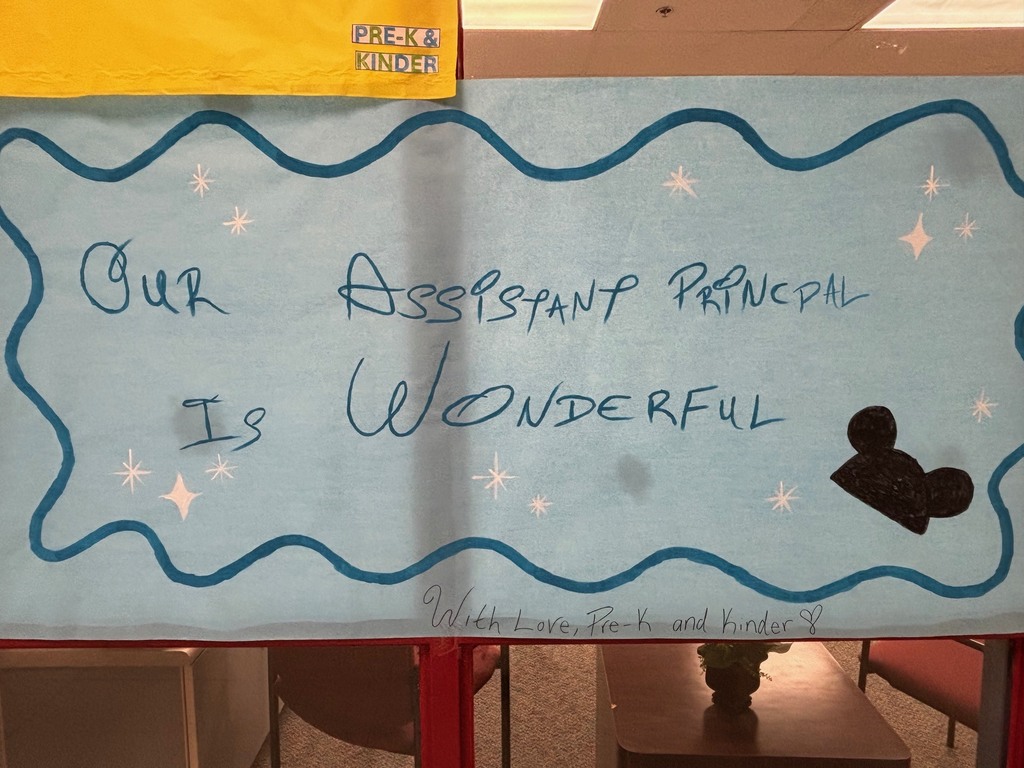 PRE-K &
KINDER
OUR ASSISTANT PRINCPAL
IS WONDERFUL
With Love, Pre-K and Kinder